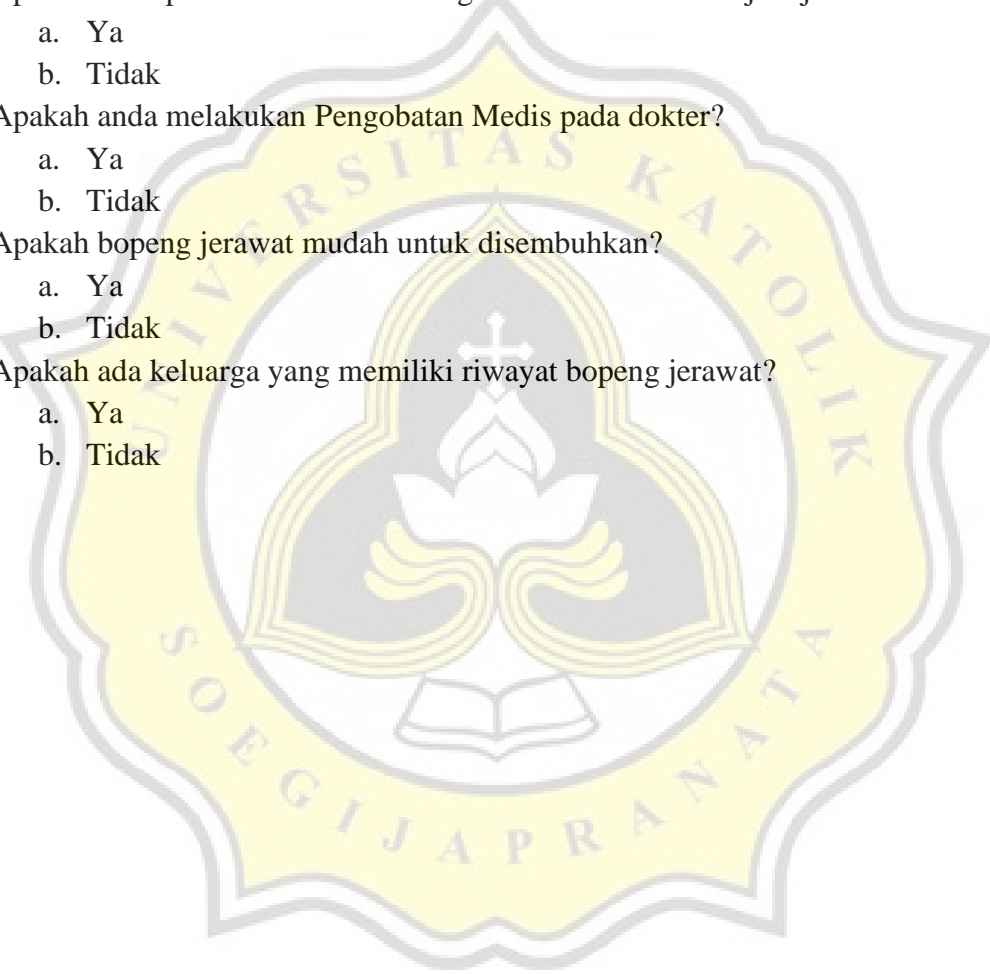 a. Ya
b. Tidak
Apakah anda melakukan Pengobatan Medis pada dokter?
a. Ya
b. Tidak
Apakah bopeng jerawat mudah untuk disembuhkan?
a. Ya
b. Tidak
Apakah ada keluarga yang memiliki riwayat bopeng jerawat?
a. Ya
b. Tidak
UNIVERSITAS KATOLIK
SOEGIJAPRANATA